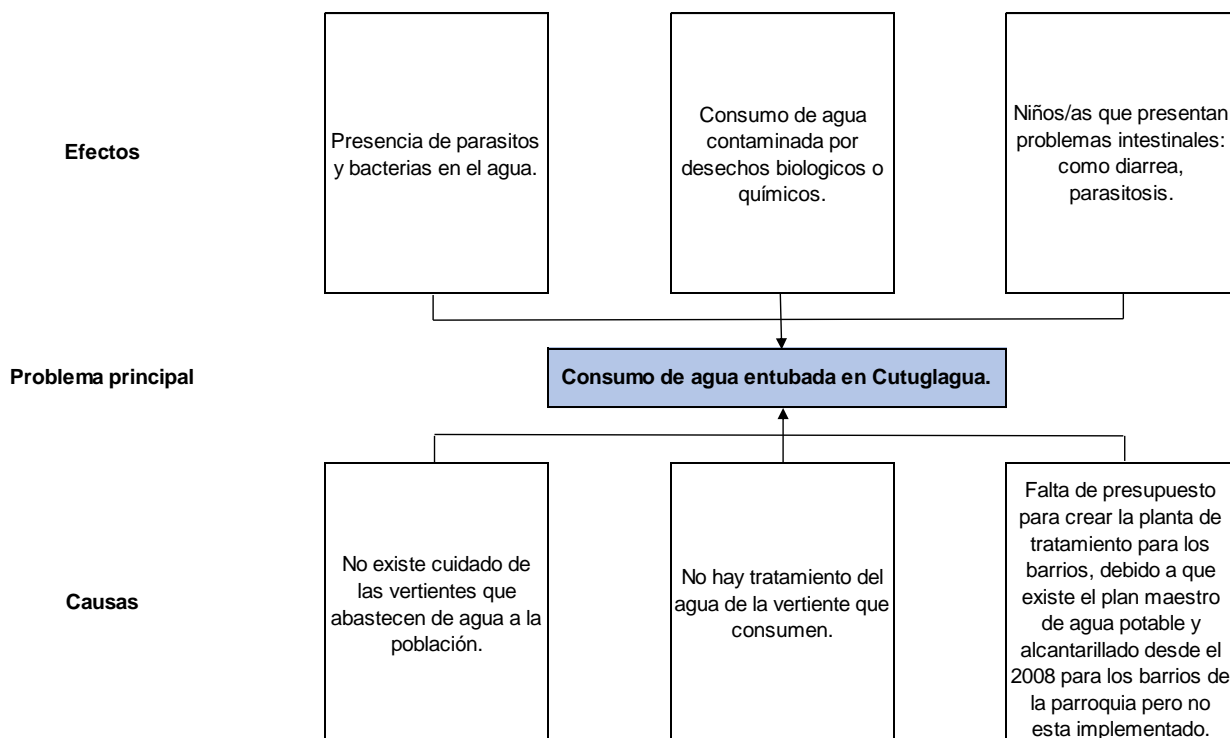 Efectos
Presencia de parasitos
y bacterias en el agua.
Consumo de agua
contaminada por
desechos biologicos o
químicos.
Niños/as que presentan
problemas intestinales:
como diarrea,
parasitosis.
Problema principal
Consumo de agua entubada en Cutuglagua.
Causas
No existe cuidado de
las vertientes que
abastecen de agua a la
población.
No hay tratamiento del
agua de la vertiente que
consumen.
Falta de presupuesto
para crear la planta de
tratamiento para los
barrios, debido a que
existe el plan maestro
de agua potable y
alcantarillado desde el
2008 para los barrios de
la parroquia pero no
esta implementado.